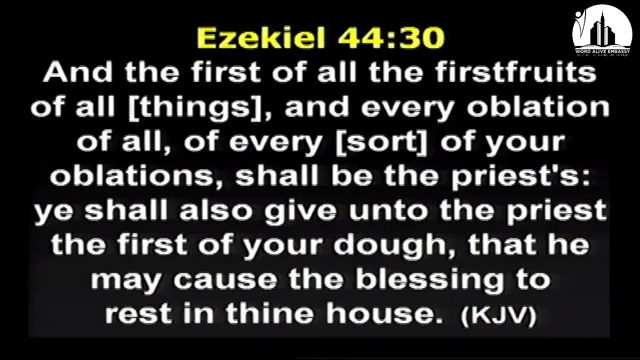 Ezekiel 44:30
And the first of all the firstfruits
of all [things], and every oblation
of all, of every [sort] of your
oblations, shall be the priest's:
ye shall also give unto the priest
the first of your dough, that he
may cause the blessing to
rest in thine house. (KJV)
WORD ALIVE EMBASSY